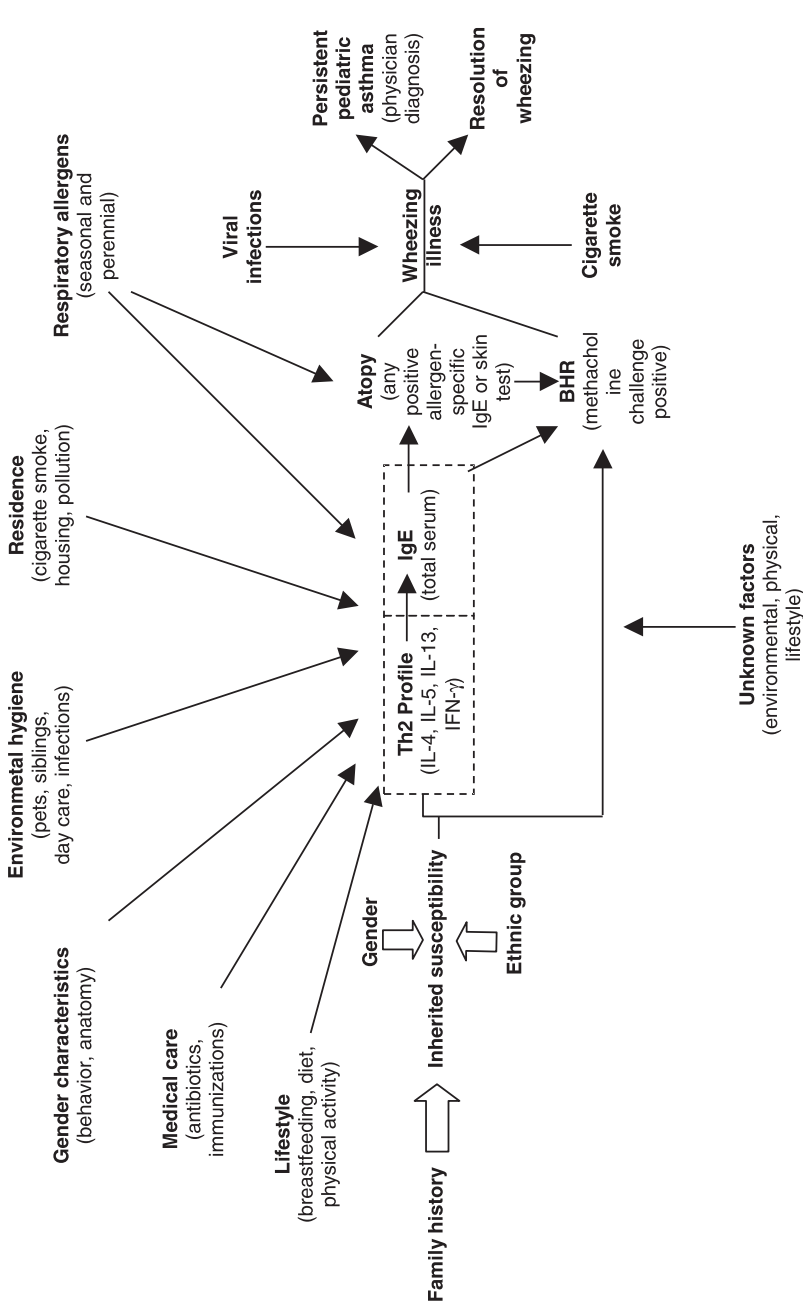 Gender characteristics
(behavior, anatomy)
Environmetal hygiene
(pets, siblings,
day care, infections)
Residence
(cigarette smoke,
housing, pollution)
Respiratory allergens
(seasonal and
perennial)
Medical care
(antibiotics,
immunizations)
Lifestyle
(breastfeeding, diet,
physical activity)
Family history
Inherited susceptibility
Gender
Ethnic group
Th2 Profile
(IL-4, IL-5, IL-13,
IFN-γ)
IgE
(total serum)
Atopy
(any
positive
allergen-
specific
IgE or skin
test)
BHR
(methachol
ine
challenge
positive)
Viral
infections
Wheezing
illness
Cigarette
smoke
Persistent
pediatric
asthma
(physician
diagnosis)
Resolution
of
wheezing
Unknown factors
(environmental, physical,
lifestyle)